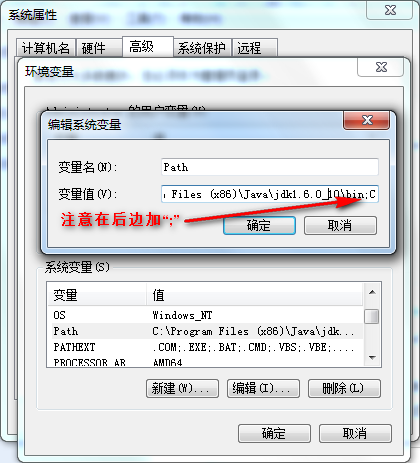 系统属性
计算机名 硬件 高级 系统保护 远程
环境变量
编辑系统变量
变量名(N): Path
变量值(V): Files (x86)\Java\jdk1.6.0_10\bin;C
注意在后边加“;”
确定 取消
系统变量(S)
变量 值
OS Windows_NT
Path C:\Program Files (x86)\Java\jdk...
PATHEXT .COM;.EXE;.BAT;.CMD;.VBS;.VBE;....
PROCESSOR_AR AMD64
新建(W)... 编辑(I)... 删除(L)
确定 取消